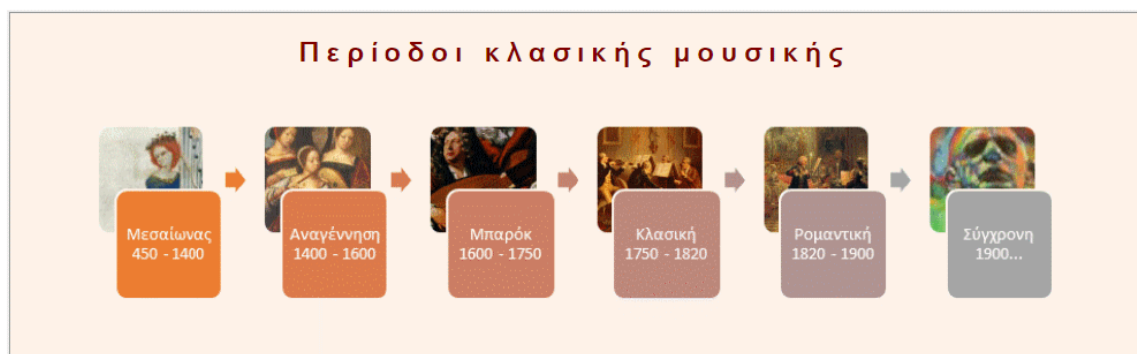 Περίοδοι κλασικής μουσικής
Μεσαίωνας
450 - 1400
Αναγέννηση
1400 - 1600
Μπαρόκ
1600 - 1750
Κλασική
1750 - 1820
Ρομαντική
1820 - 1900
Σύγχρονη
1900...